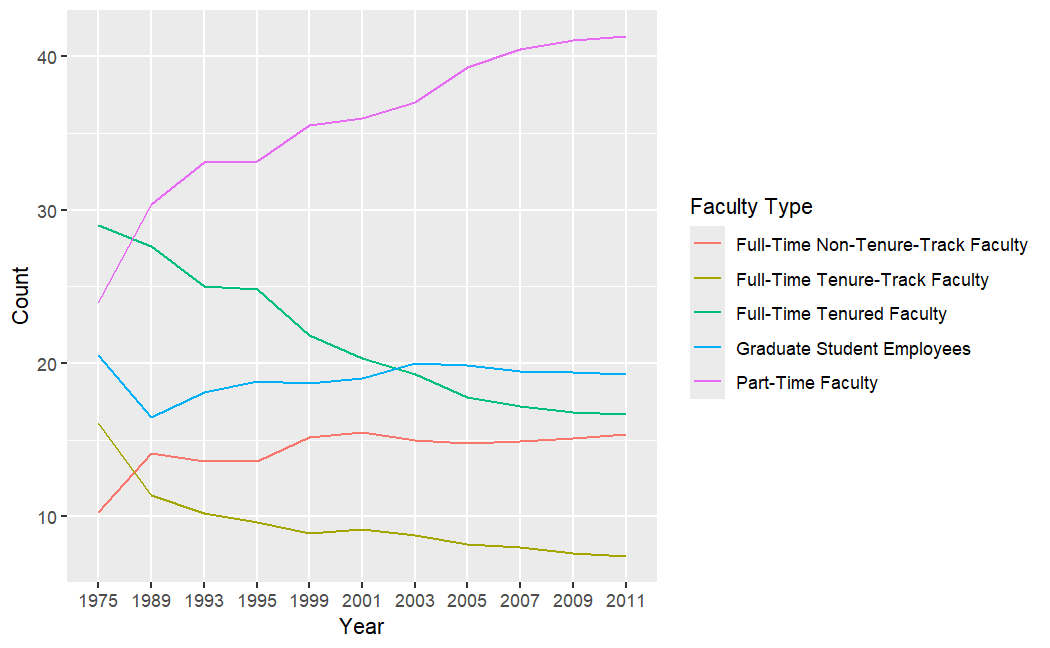 40
30
20
10
Count
1975 1989 1993 1995 1999 2001 2003 2005 2007 2009 2011
Year
Faculty Type
Full-Time Non-Tenure-Track Faculty
Full-Time Tenure-Track Faculty
Full-Time Tenured Faculty
Graduate Student Employees
Part-Time Faculty